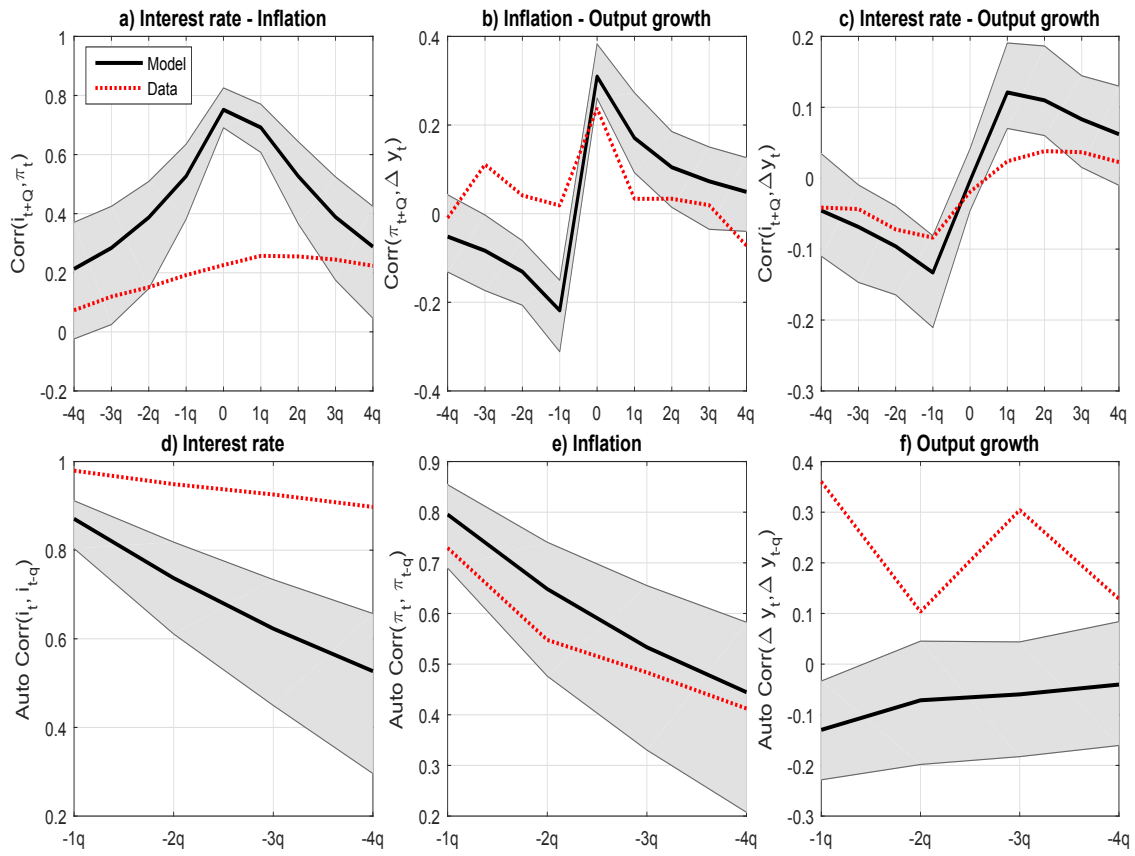 a) Interest rate - Inflation
b) Inflation - Output growth
c) Interest rate - Output growth
Model
Data
Corr(i_{t+Q}, π_t)
1
0.8
0.6
0.4
0.2
0
0.2
-4q -3q -2q -1q 0 1q 2q 3q 4q
Corr(π_{t+Q}, Δ y_t)
0.4
0.2
0
-0.2
-0.4
-4q -3q -2q -1q 0 1q 2q 3q 4q
Corr(i_{t+Q}, Δy_t)
0.2
0.1
0
-0.1
-0.2
-0.3
-4q -3q -2q -1q 0 1q 2q 3q 4q
d) Interest rate
e) Inflation
f) Output growth
Auto Corr(i_t, i_{t-q})
1
0.8
0.6
0.4
0.2
-1q -2q -3q -4q
Auto Corr(π_t, π_{t-q})
0.9
0.8
0.7
0.6
0.5
0.4
0.3
0.2
-1q -2q -3q -4q
Auto Corr(Δ y_t, Δ y_{t-q})
0.4
0.3
0.2
0.1
0
-0.1
-0.2
-0.3
-1q -2q -3q -4q